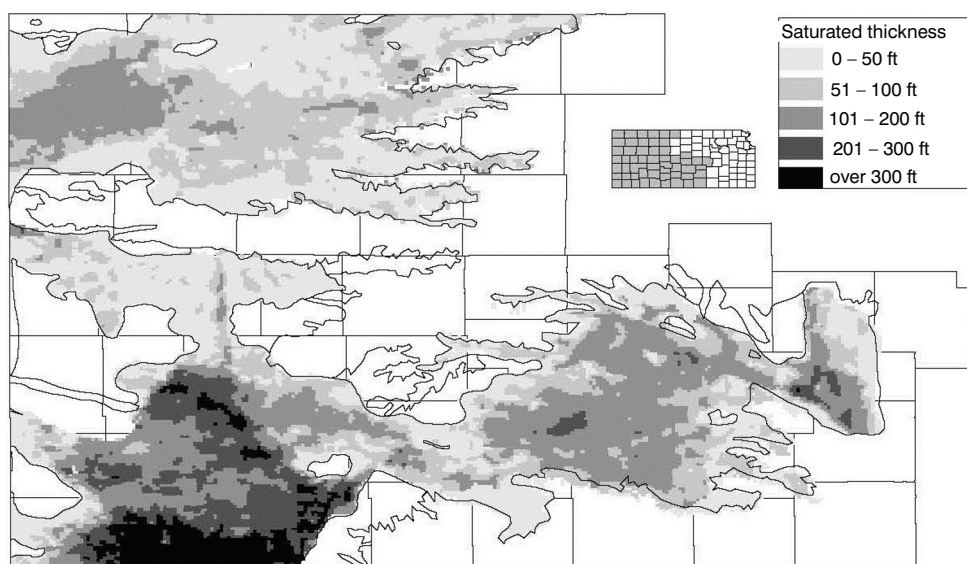 Saturated thickness
0 – 50 ft
51 – 100 ft
101 – 200 ft
201 – 300 ft
over 300 ft